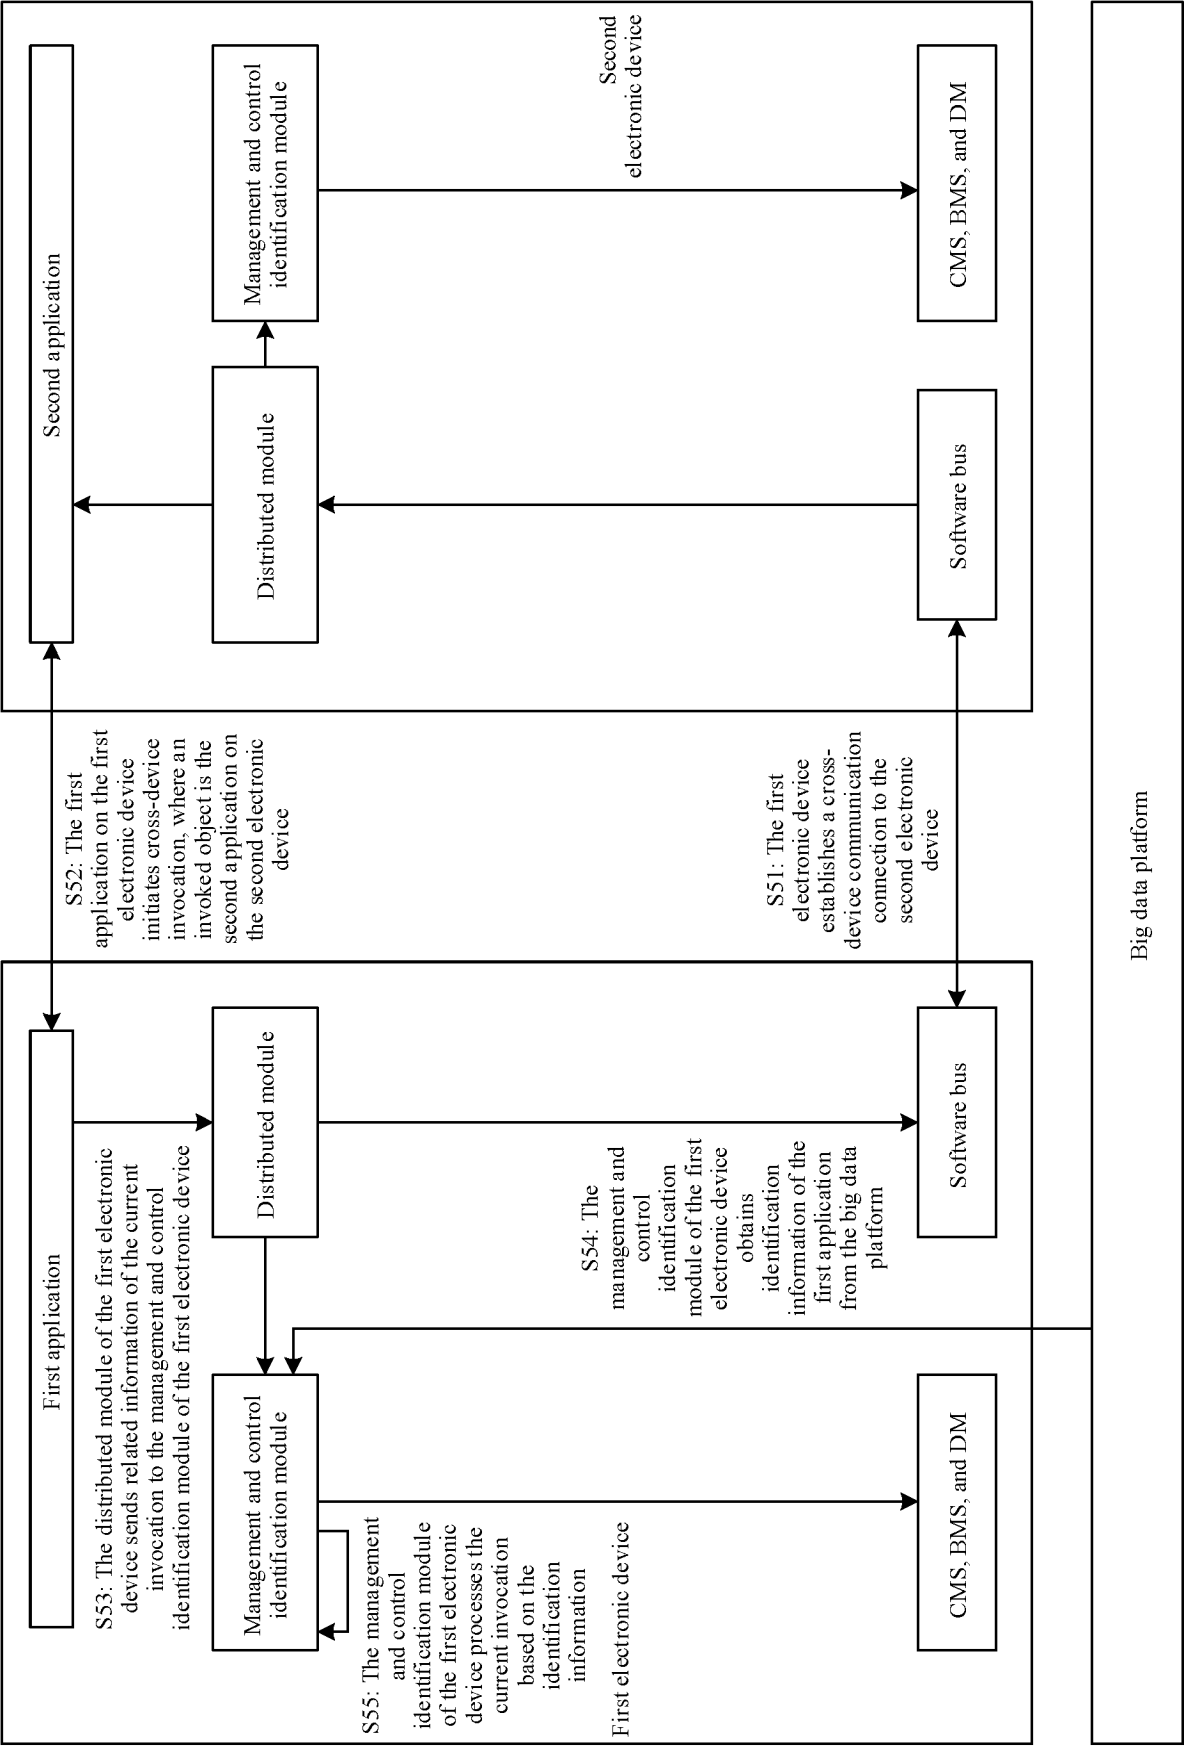 First application
S52: The first
application on the first
electronic device
initiates cross-device
invocation, where an
invoked object is the
second application on
the second electronic
device
Second application
S53: The distributed module of the first electronic
device sends related information of the current
invocation to the management and control
identification module of the first electronic device
Management and control
identification module
Distributed module
Distributed module
Management and control
identification module
S55: The management
and control
identification module
of the first electronic
device processes the
current invocation
based on the
identification
information
S54: The
management and
control
identification
module of the first
electronic device
obtains
identification
information of the
first application
from the big data
platform
First electronic device
S51: The first
electronic device
establishes a cross-
device communication
connection to the
second electronic
device
Second
electronic device
CMS, BMS, and DM
Software bus
Software bus
CMS, BMS, and DM
Big data platform